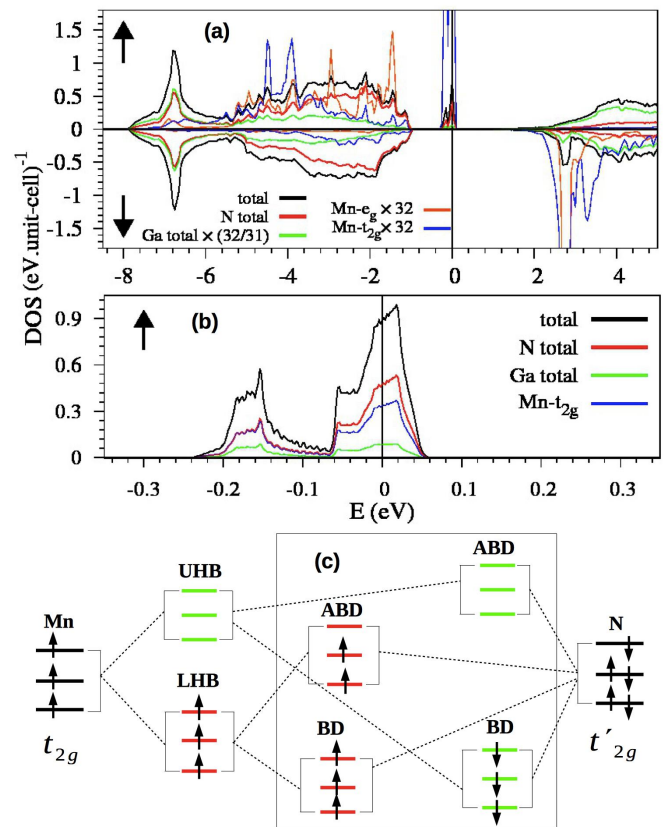 (a)
1.5
1
0.5
0
-0.5
-1
-1.5
total
N total
Ga total × (32/31)
Mn-e_g × 32
Mn-t_2g × 32
-8 -6 -4 -2 0 2 4
DOS (eV.unit-cell)^-1
(b)
0.9
0.6
0.3
0
total
N total
Ga total
Mn-t_2g
-0.3 -0.2 -0.1 0 0.1 0.2 0.3
E (eV)
(c)
UHB
ABD
Mn
ABD
N
LHB
BD
BD
t_2g
t′_2g